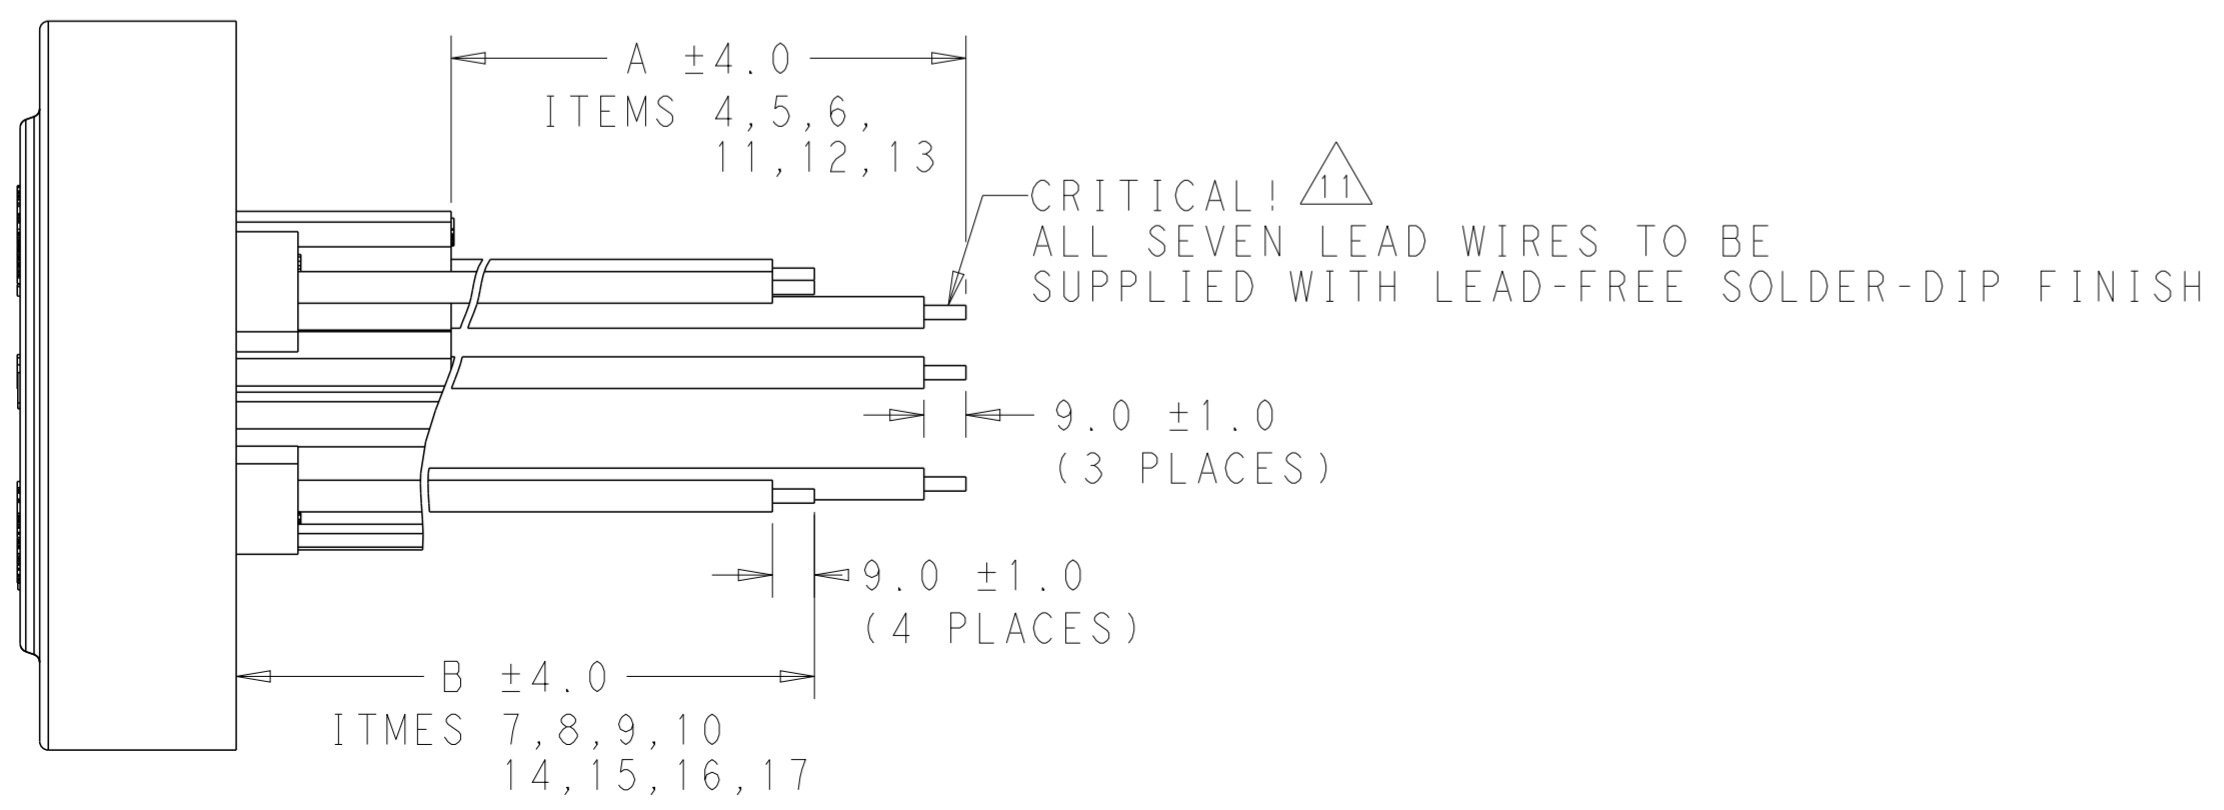 A ±4.0
ITEMS 4,5,6,
11,12,13
CRITICAL! 11
ALL SEVEN LEAD WIRES TO BE
SUPPLIED WITH LEAD-FREE SOLDER-DIP FINISH
9.0 ±1.0
(3 PLACES)
9.0 ±1.0
(4 PLACES)
B ±4.0
ITMES 7,8,9,10
14,15,16,17